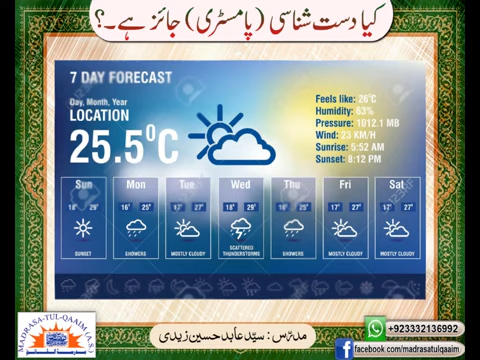 کیا دست شناسی (پامسٹری) جائز ہے۔؟
7 DAY FORECAST
Day, Month, Year
LOCATION
25.5°C
Feels like: 26°C
Humidity: 63%
Pressure: 1012.1 MB
Wind: 23 KM/H
Sunrise: 5:52 AM
Sunset: 8:12 PM
Sun Mon Tue Wed Thu Fri Sat
18° 29° 16° 25° 17° 27° 18° 29° 16° 25° 17° 27° 17° 27°
SUNSET SHOWERS MOSTLY CLOUDY SCATTERED THUNDERSTORMS SHOWERS MOSTLY CLOUDY MOSTLY CLOUDY
MADRASA-TUL-QAAIM (A.S)
مدرّس : سیّد عابد حسین زیدی
+923332136992
facebook.com/madrasatulqaaim